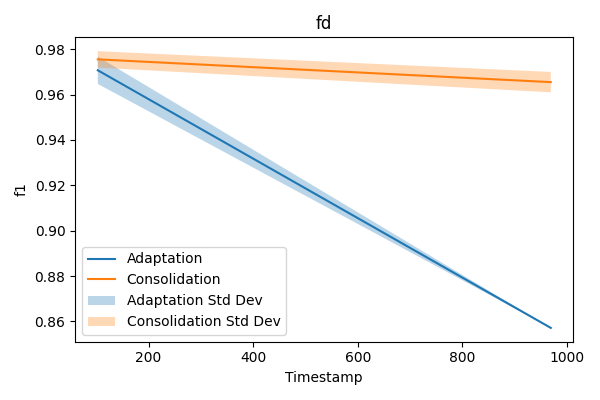 fd
0.98
0.96
0.94
0.92
0.90
0.88
0.86
f1
Adaptation
Consolidation
Adaptation Std Dev
Consolidation Std Dev
200
400
600
800
1000
Timestamp